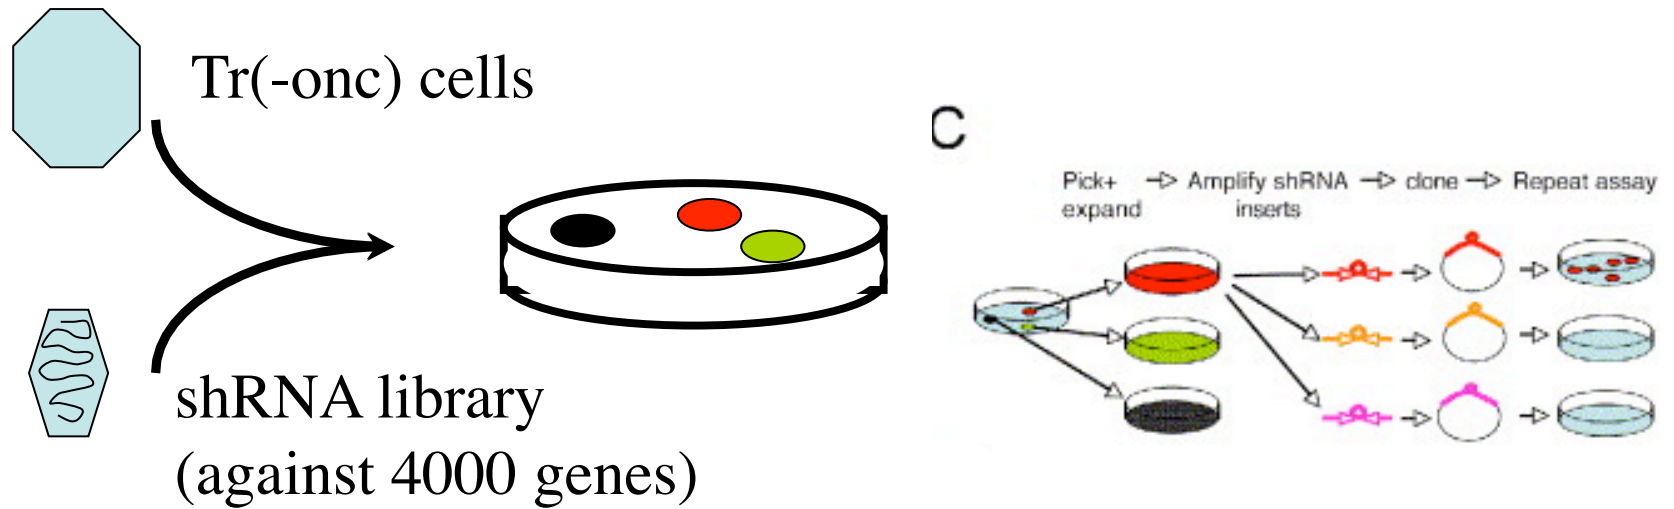 Tr(-onc) cells
shRNA library
(against 4000 genes)
C
Pick+ Amplify shRNA clone Repeat assay
expand inserts